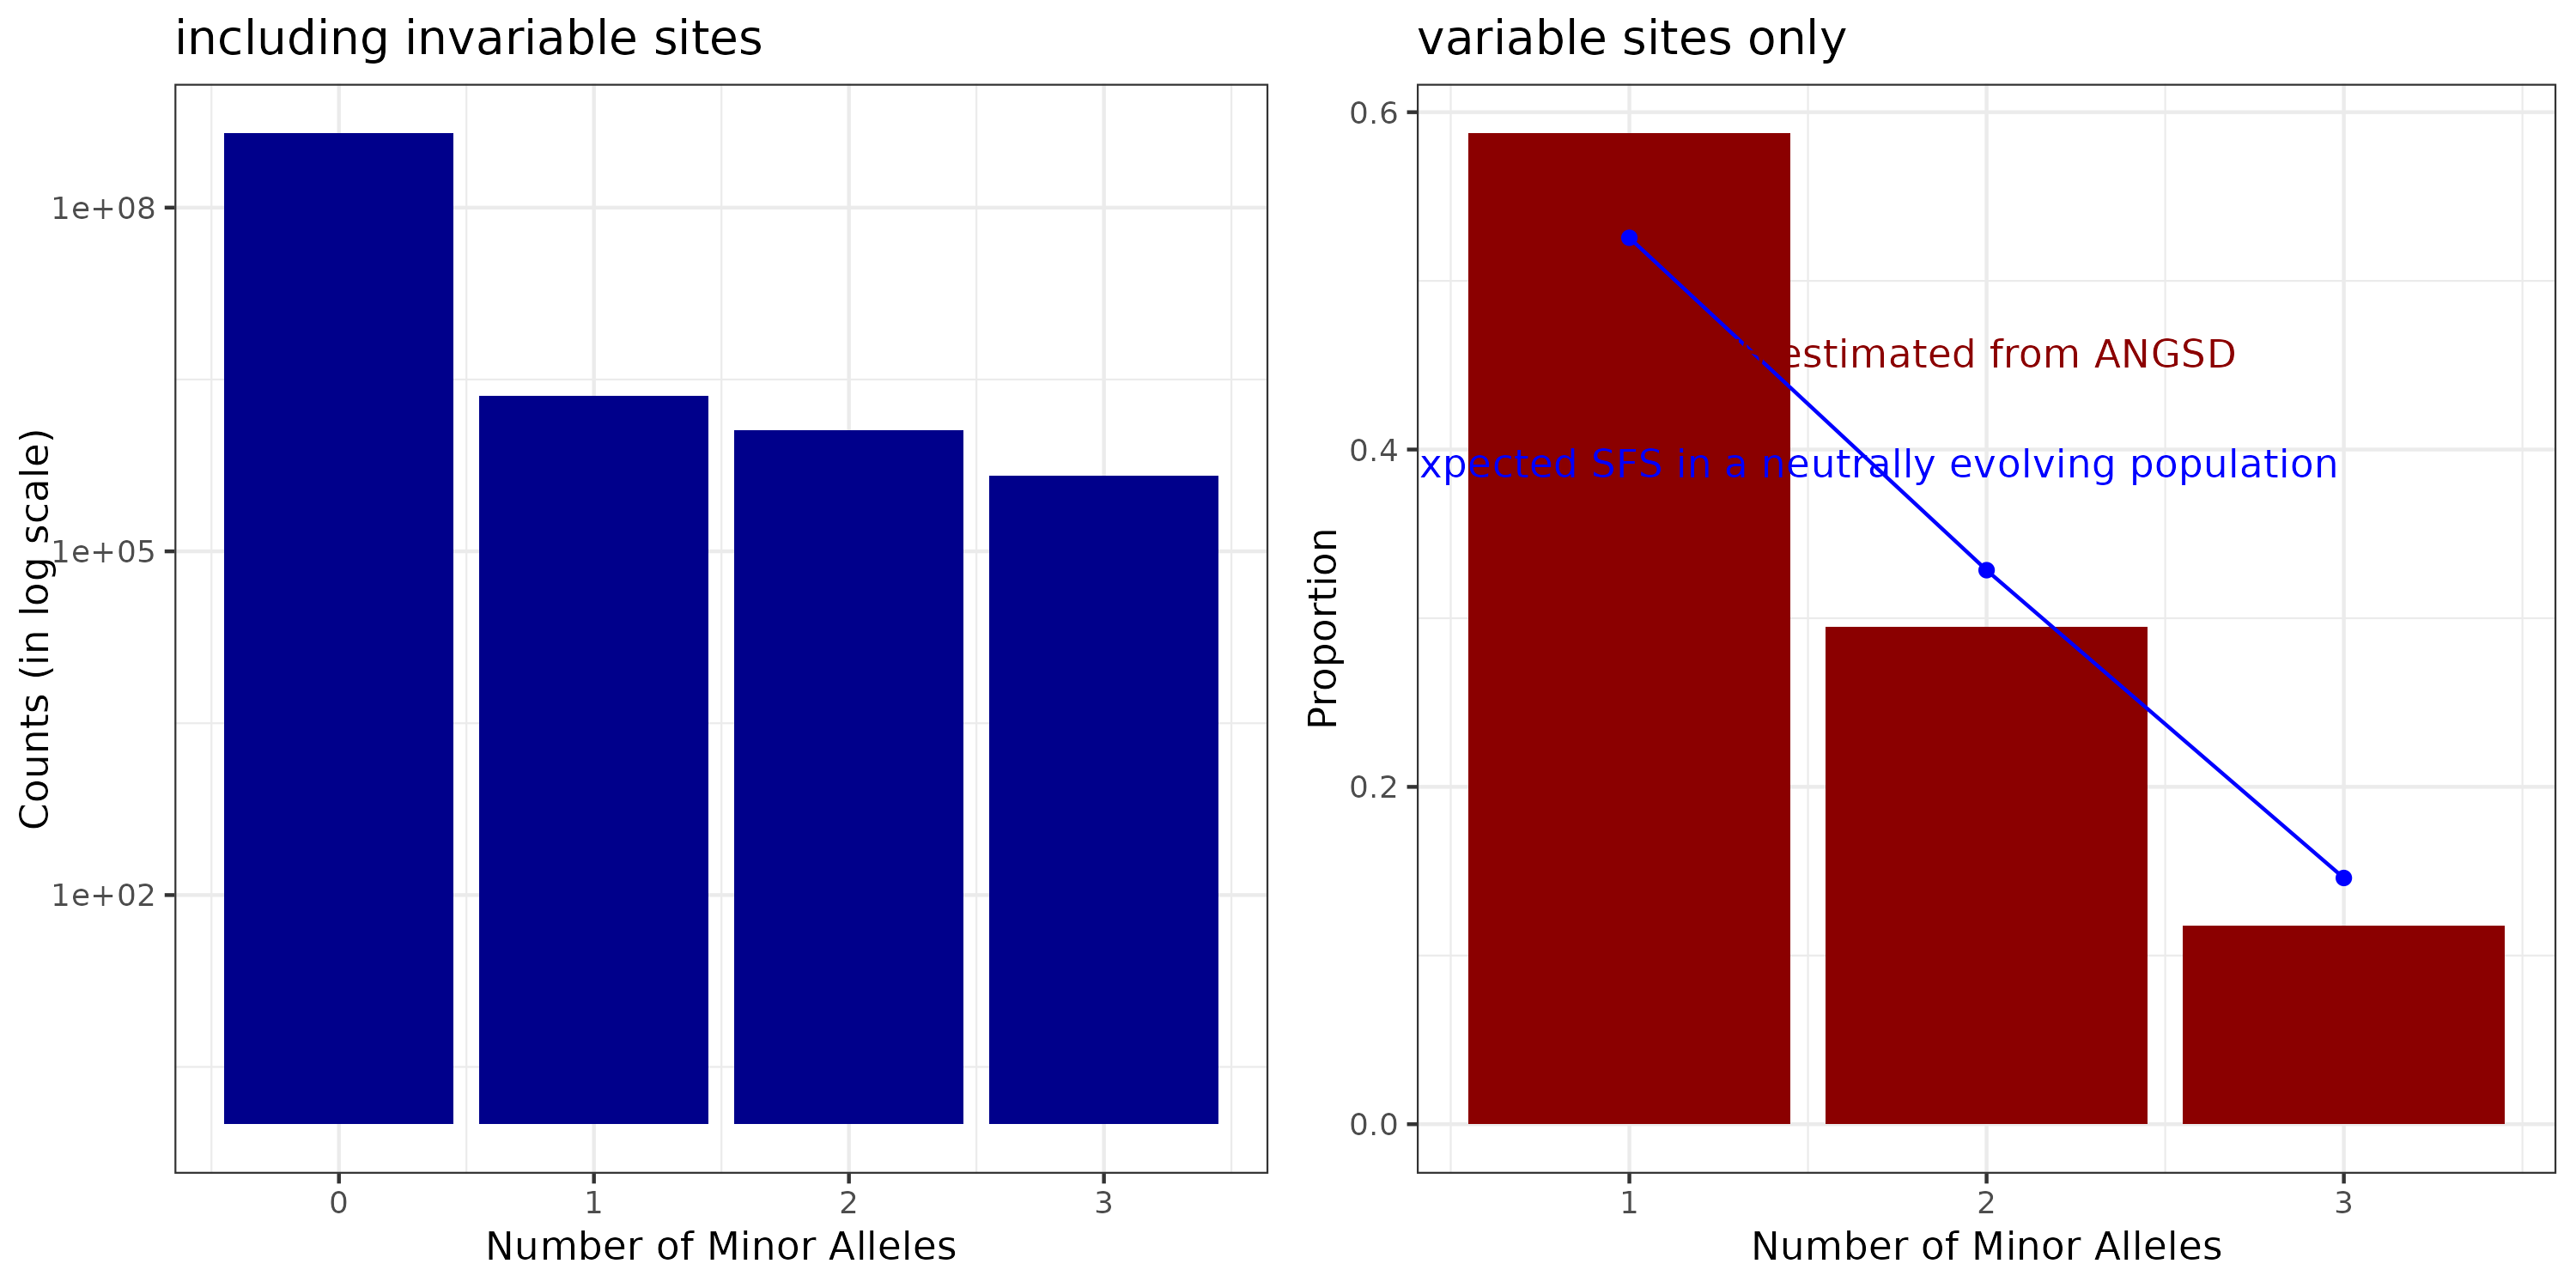 including invariable sites
Counts (in log scale)
1e+08
1e+05
1e+02
0 1 2 3
Number of Minor Alleles
variable sites only
Proportion
0.6
0.4
0.2
0.0
estimated from ANGSD
xpected SFS in a neutrally evolving population
1 2 3
Number of Minor Alleles